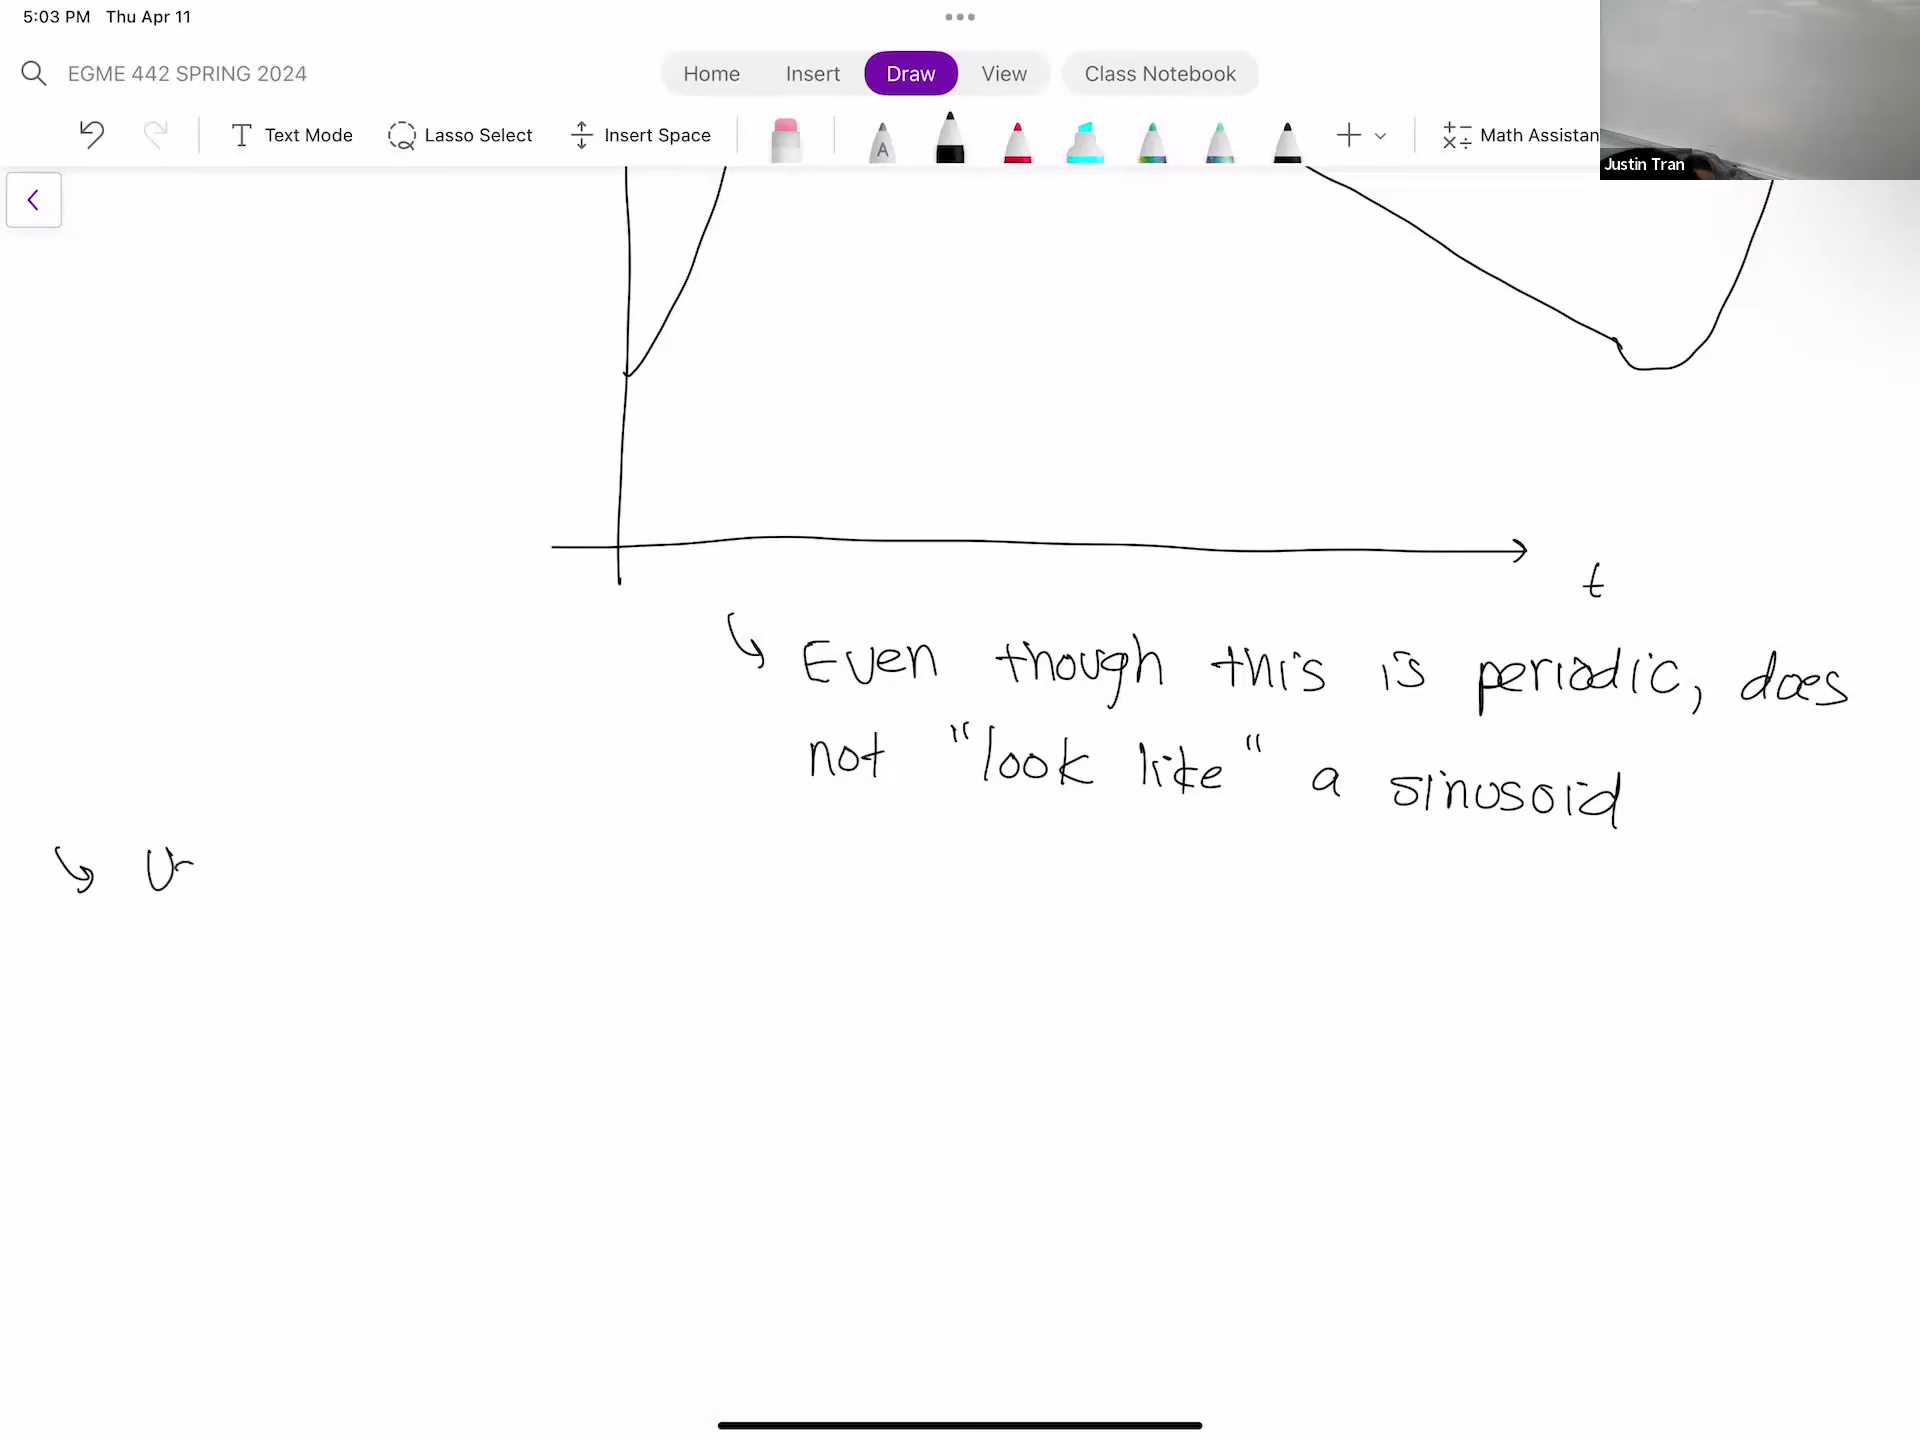 5:03 PM Thu Apr 11
EGME 442 SPRING 2024
Home Insert Draw View Class Notebook
Text Mode Lasso Select Insert Space A Math Assistan
Justin Tran
t
↳ Even though this is periodic, does
not "look like" a sinusoid
↳